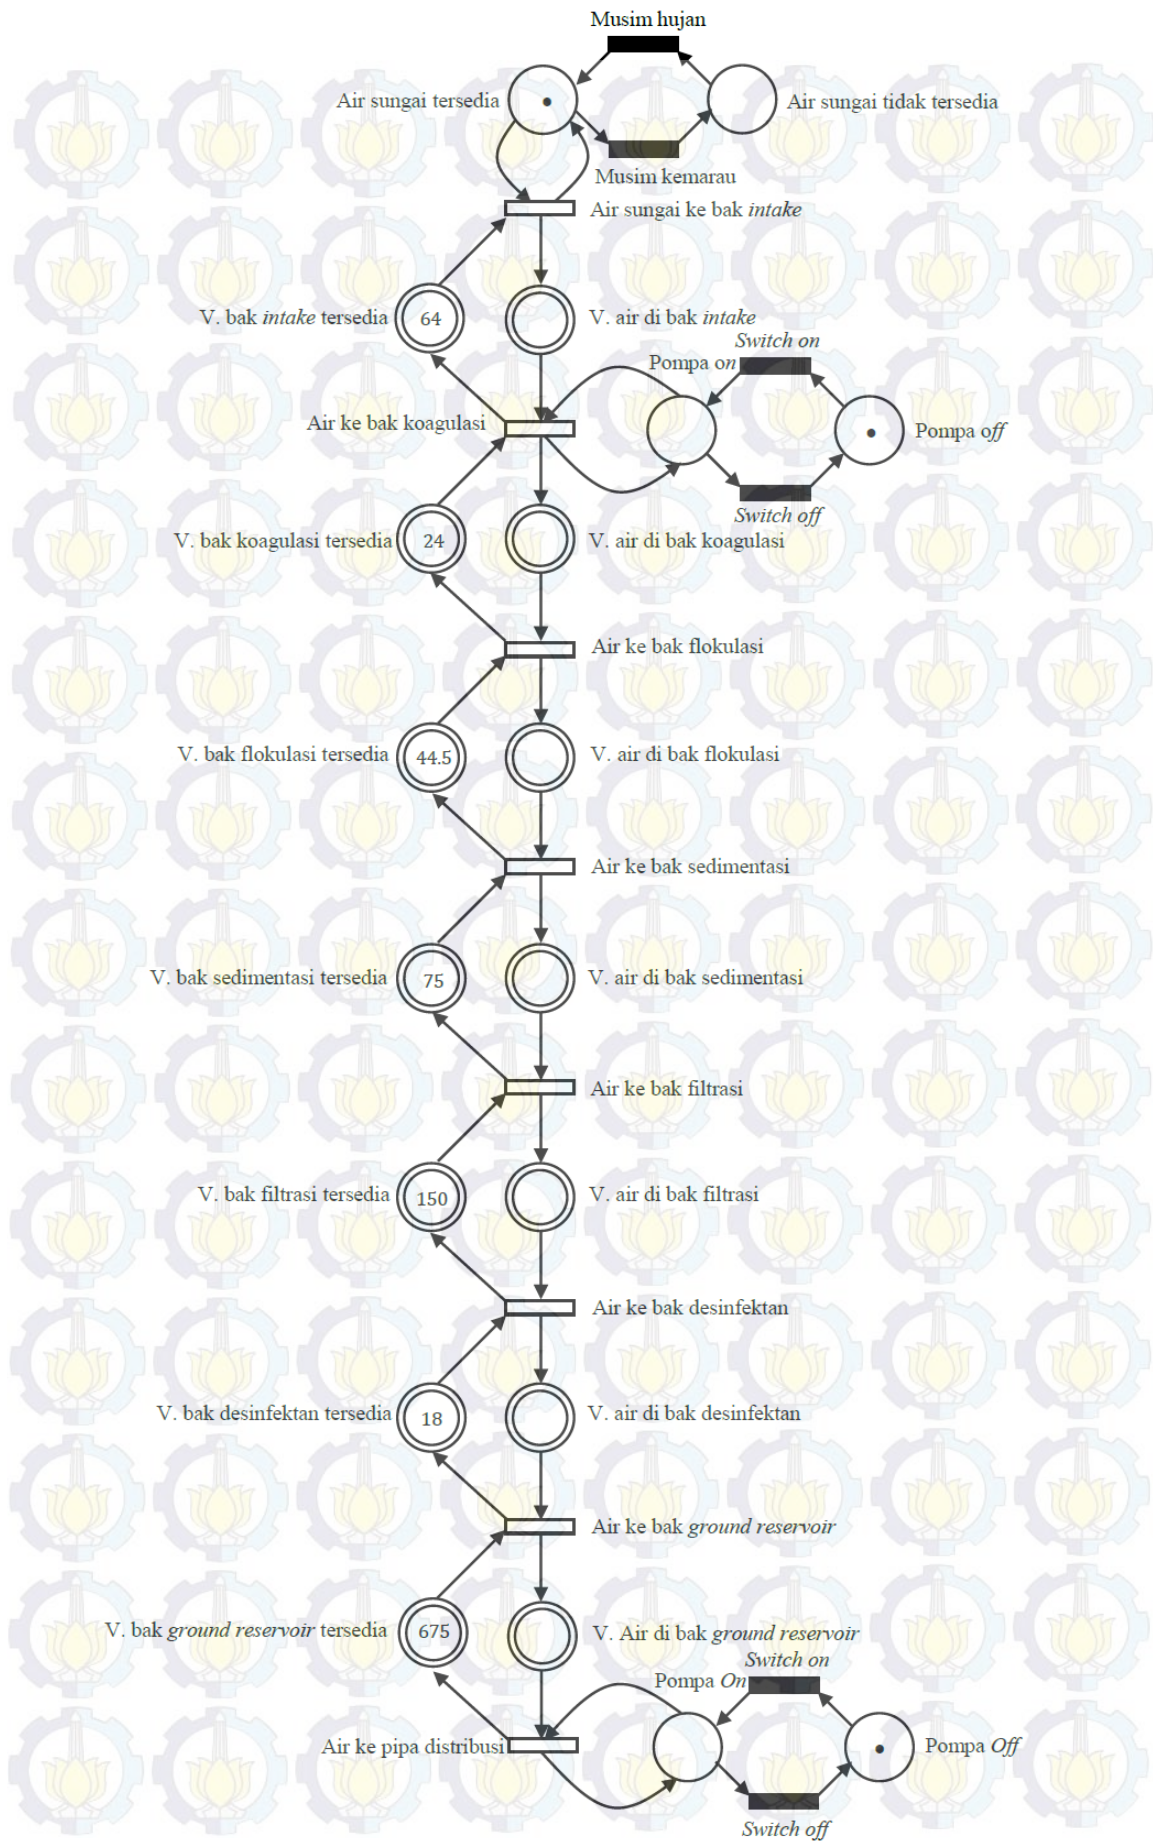 Musim hujan
Air sungai tersedia
Air sungai tidak tersedia
Musim kemarau
Air sungai ke bak intake
V. bak intake tersedia
64
V. air di bak intake
Switch on
Pompa on
Air ke bak koagulasi
Pompa off
Switch off
V. bak koagulasi tersedia
24
V. air di bak koagulasi
Air ke bak flokulasi
V. bak flokulasi tersedia
44.5
V. air di bak flokulasi
Air ke bak sedimentasi
V. bak sedimentasi tersedia
75
V. air di bak sedimentasi
Air ke bak filtrasi
V. bak filtrasi tersedia
150
V. air di bak filtrasi
Air ke bak desinfektan
V. bak desinfektan tersedia
18
V. air di bak desinfektan
Air ke bak ground reservoir
V. bak ground reservoir tersedia
675
V. Air di bak ground reservoir
Switch on
Pompa On
Air ke pipa distribusi
Pompa Off
Switch off